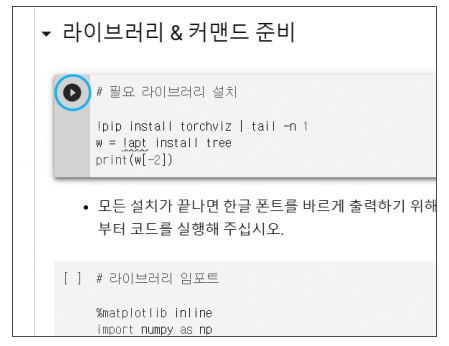 라이브러리 & 커맨드 준비
# 필요 라이브러리 설치
!pip install torchviz | tail -n 1
w = !apt install tree
print(w[-2])
• 모든 설치가 끝나면 한글 폰트를 바르게 출력하기 위해
부터 코드를 실행해 주십시오.
[ ] # 라이브러리 임포트
%matplotlib inline
import numpy as np